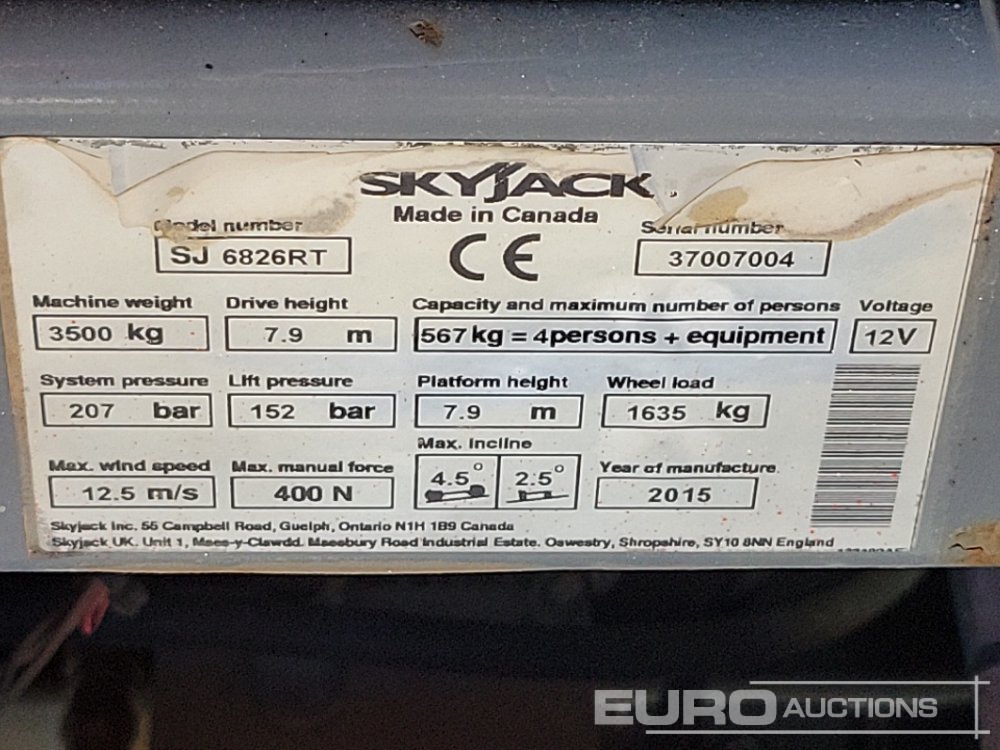 SKYJACK
Made in Canada
Model number
Serial number
SJ 6826RT
CE
37007004
Machine weight
Drive height
Capacity and maximum number of persons
Voltage
3500 kg
7.9 m
567 kg = 4 persons + equipment
12V
System pressure
Lift pressure
Platform height
Wheel load
207 bar
152 bar
7.9 m
1635 kg
Max. incline
Max. wind speed
Max. manual force
4.5°
2.5°
Year of manufacture
12.5 m/s
400 N
2015
Skyjack Inc. 55 Campbell Road, Guelph, Ontario N1H 1B9 Canada
Skyjack UK. Unit 1, Maes-y-Clawdd. Maesbury Road Industrial Estate. Oswestry, Shropshire, SY10 8NN England
EURO AUCTIONS